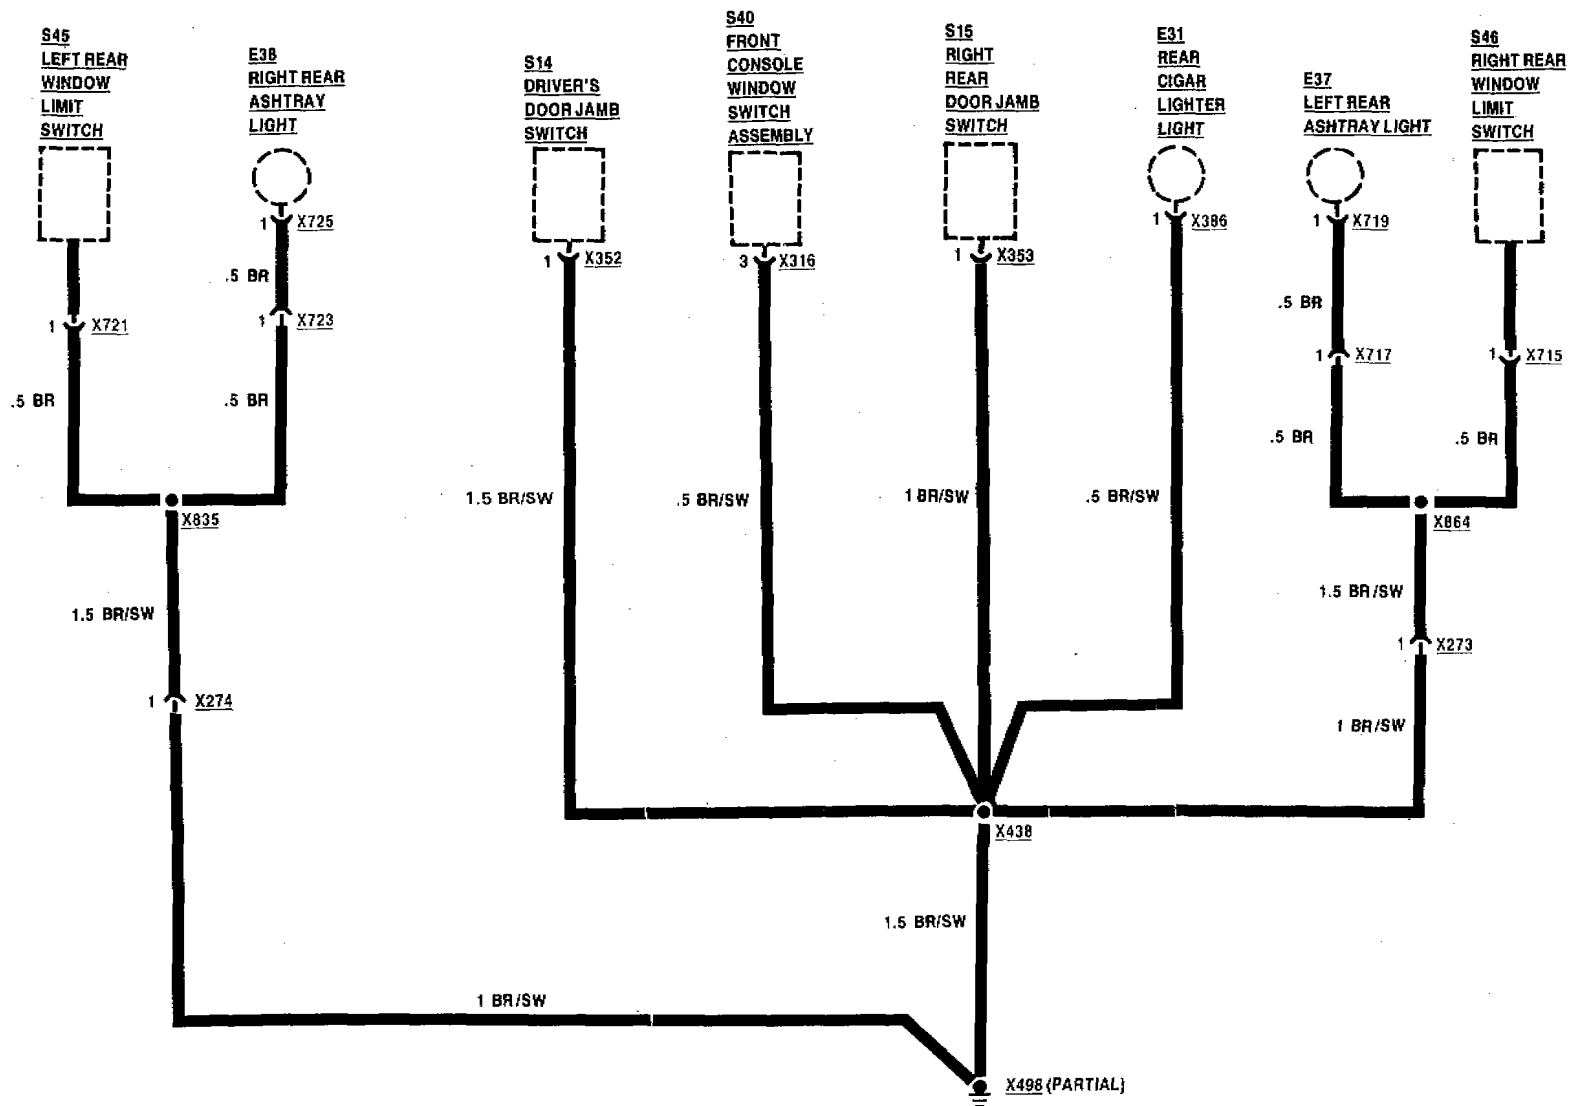 S45
LEFT REAR
WINDOW
LIMIT
SWITCH
E38
RIGHT REAR
ASHTRAY
LIGHT
S14
DRIVER'S
DOOR JAMB
SWITCH
S40
FRONT
CONSOLE
WINDOW
SWITCH
ASSEMBLY
S15
RIGHT
REAR
DOOR JAMB
SWITCH
E31
REAR
CIGAR
LIGHTER
LIGHT
E37
LEFT REAR
ASHTRAY LIGHT
S46
RIGHT REAR
WINDOW
LIMIT
SWITCH
1 X725
1 X352
3 X316
1 X353
1 X386
1 X719
.5 BR
.5 BR
1 X721
1 X723
1 X717
1 X715
.5 BR
.5 BR
.5 BR
.5 BR
1.5 BR/SW
.5 BR/SW
1 BR/SW
.5 BR/SW
X835
X864
1.5 BR/SW
1.5 BR/SW
1 X274
1 X273
1 BR/SW
X438
1.5 BR/SW
1 BR/SW
X498 (PARTIAL)